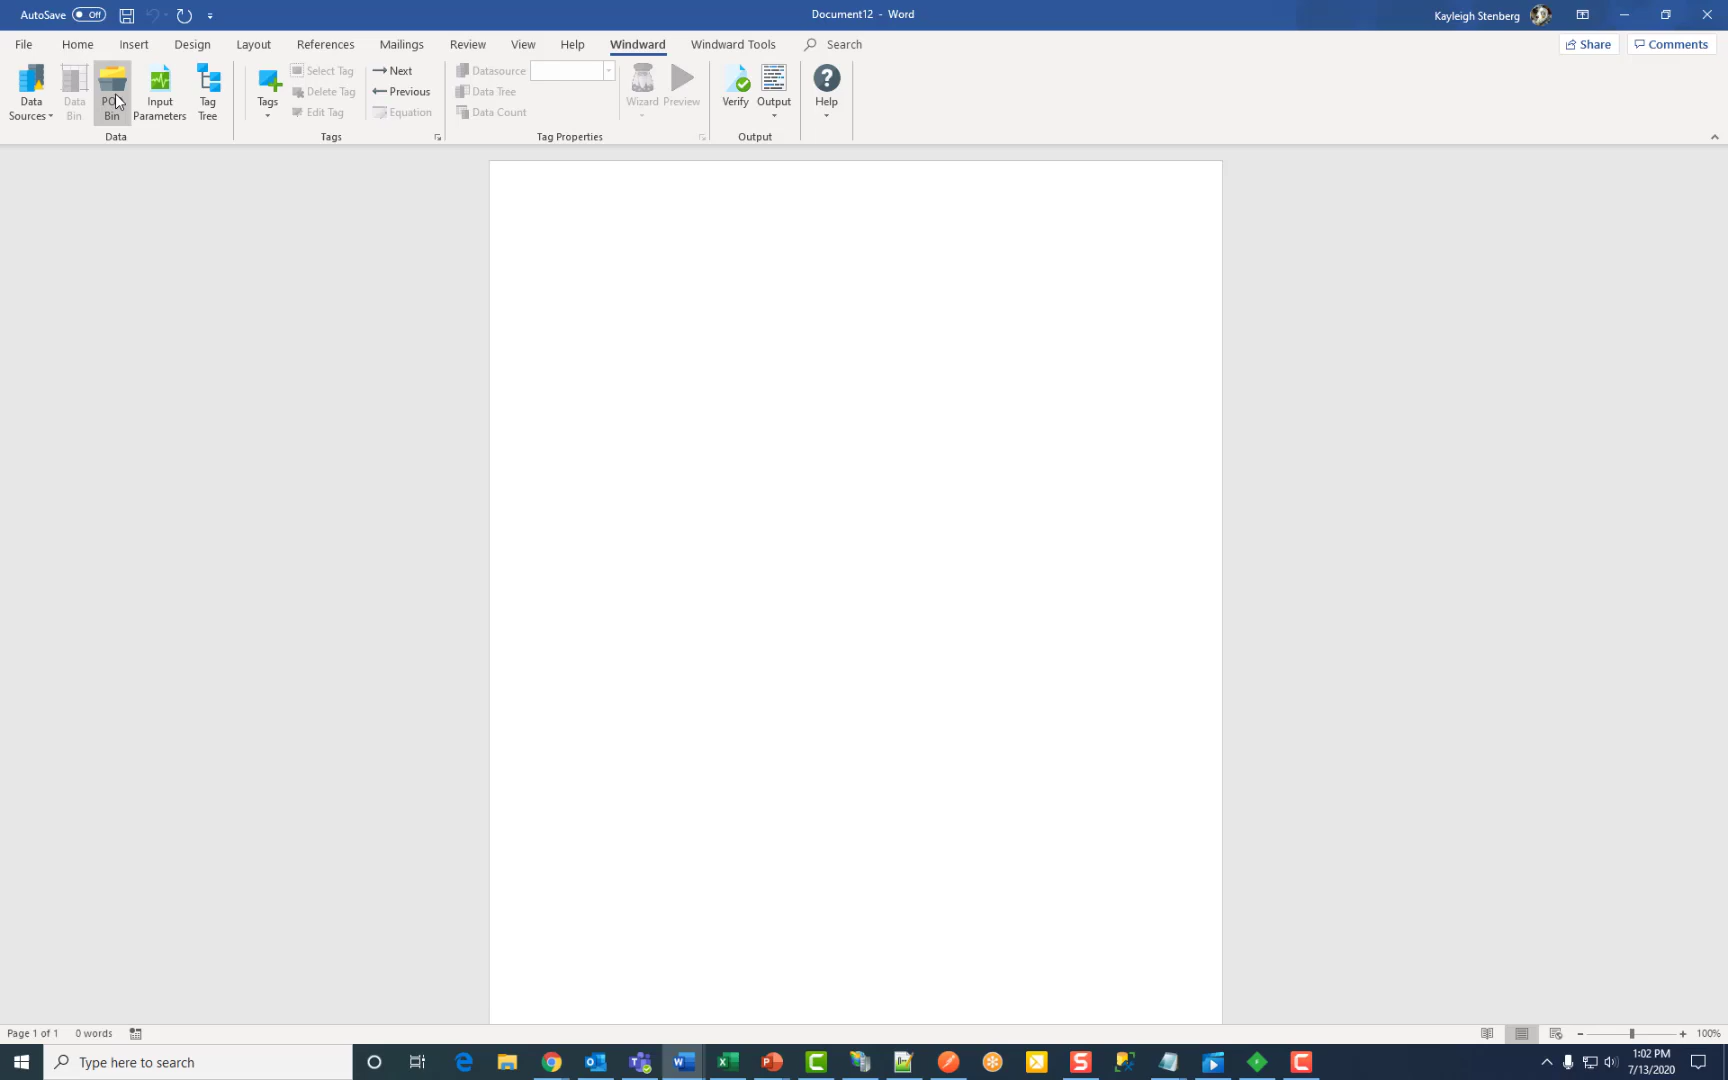 AutoSave Off
Document12 - Word
Kayleigh Stenberg
File Home Insert Design Layout References Mailings Review View Help Windward Windward Tools Search
Share Comments
Data Sources
Data Bin
Bin
Input Parameters
Tag Tree
Data
Tags
Select Tag
Delete Tag
Edit Tag
Next
Previous
Equation
Tags
Datasource
Data Tree
Data Count
Wizard
Preview
Tag Properties
Verify
Output
Output
Help
Page 1 of 1 0 words
100%
Type here to search
1:02 PM
7/13/2020